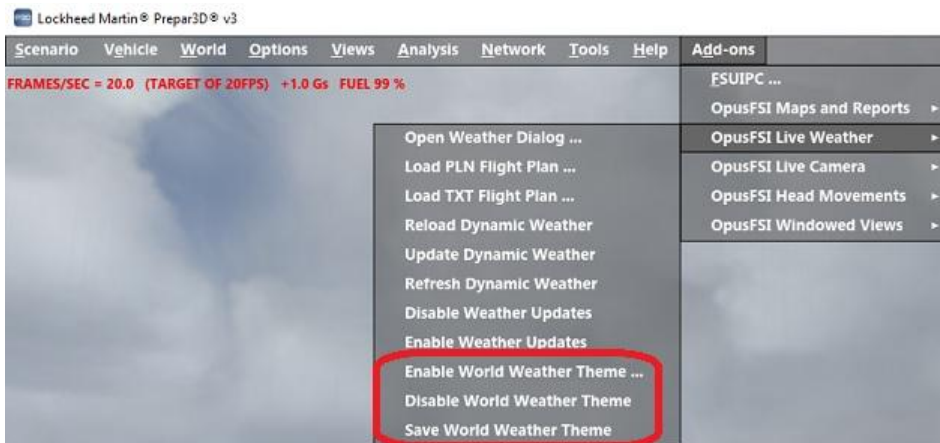 Lockheed Martin® Prepar3D® v3
Scenario Vehicle World Options Views Analysis Network Tools Help Add-ons
FRAMES/SEC = 20.0 (TARGET OF 20FPS) +1.0 Gs FUEL 99 %
FSUIPC ...
OpusFSI Maps and Reports
OpusFSI Live Weather
OpusFSI Live Camera
OpusFSI Head Movements
OpusFSI Windowed Views
Open Weather Dialog ...
Load PLN Flight Plan ...
Load TXT Flight Plan ...
Reload Dynamic Weather
Update Dynamic Weather
Refresh Dynamic Weather
Disable Weather Updates
Enable Weather Updates
Enable World Weather Theme ...
Disable World Weather Theme
Save World Weather Theme